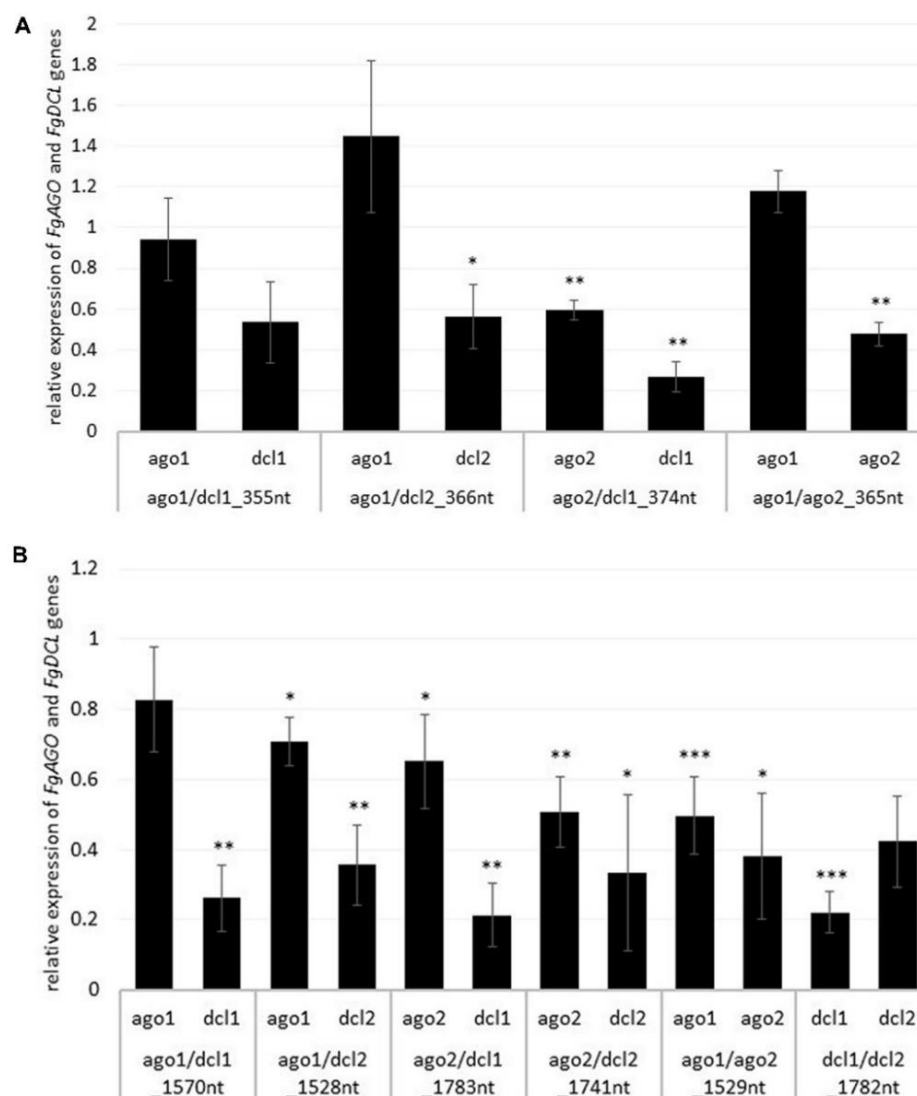 A
relative expression of FgAGO and FgDCL genes
2
1.8
1.6
1.4
1.2
1
0.8
0.6
0.4
0.2
0
* ** ** **
ago1 dcl1 ago1 dcl2 ago2 dcl1 ago1 ago2
ago1/dcl1_355nt ago1/dcl2_366nt ago2/dcl1_374nt ago1/ago2_365nt
B
relative expression of FgAGO and FgDCL genes
1.2
1
0.8
0.6
0.4
0.2
0
** * ** * ** ** * *** * ***
ago1 dcl1 ago1 dcl2 ago2 dcl1 ago2 dcl2 ago1 ago2 dcl1 dcl2
ago1/dcl1 ago1/dcl2 ago2/dcl1 ago2/dcl2 ago1/ago2 dcl1/dcl2
_1570nt _1528nt _1783nt _1741nt _1529nt _1782nt